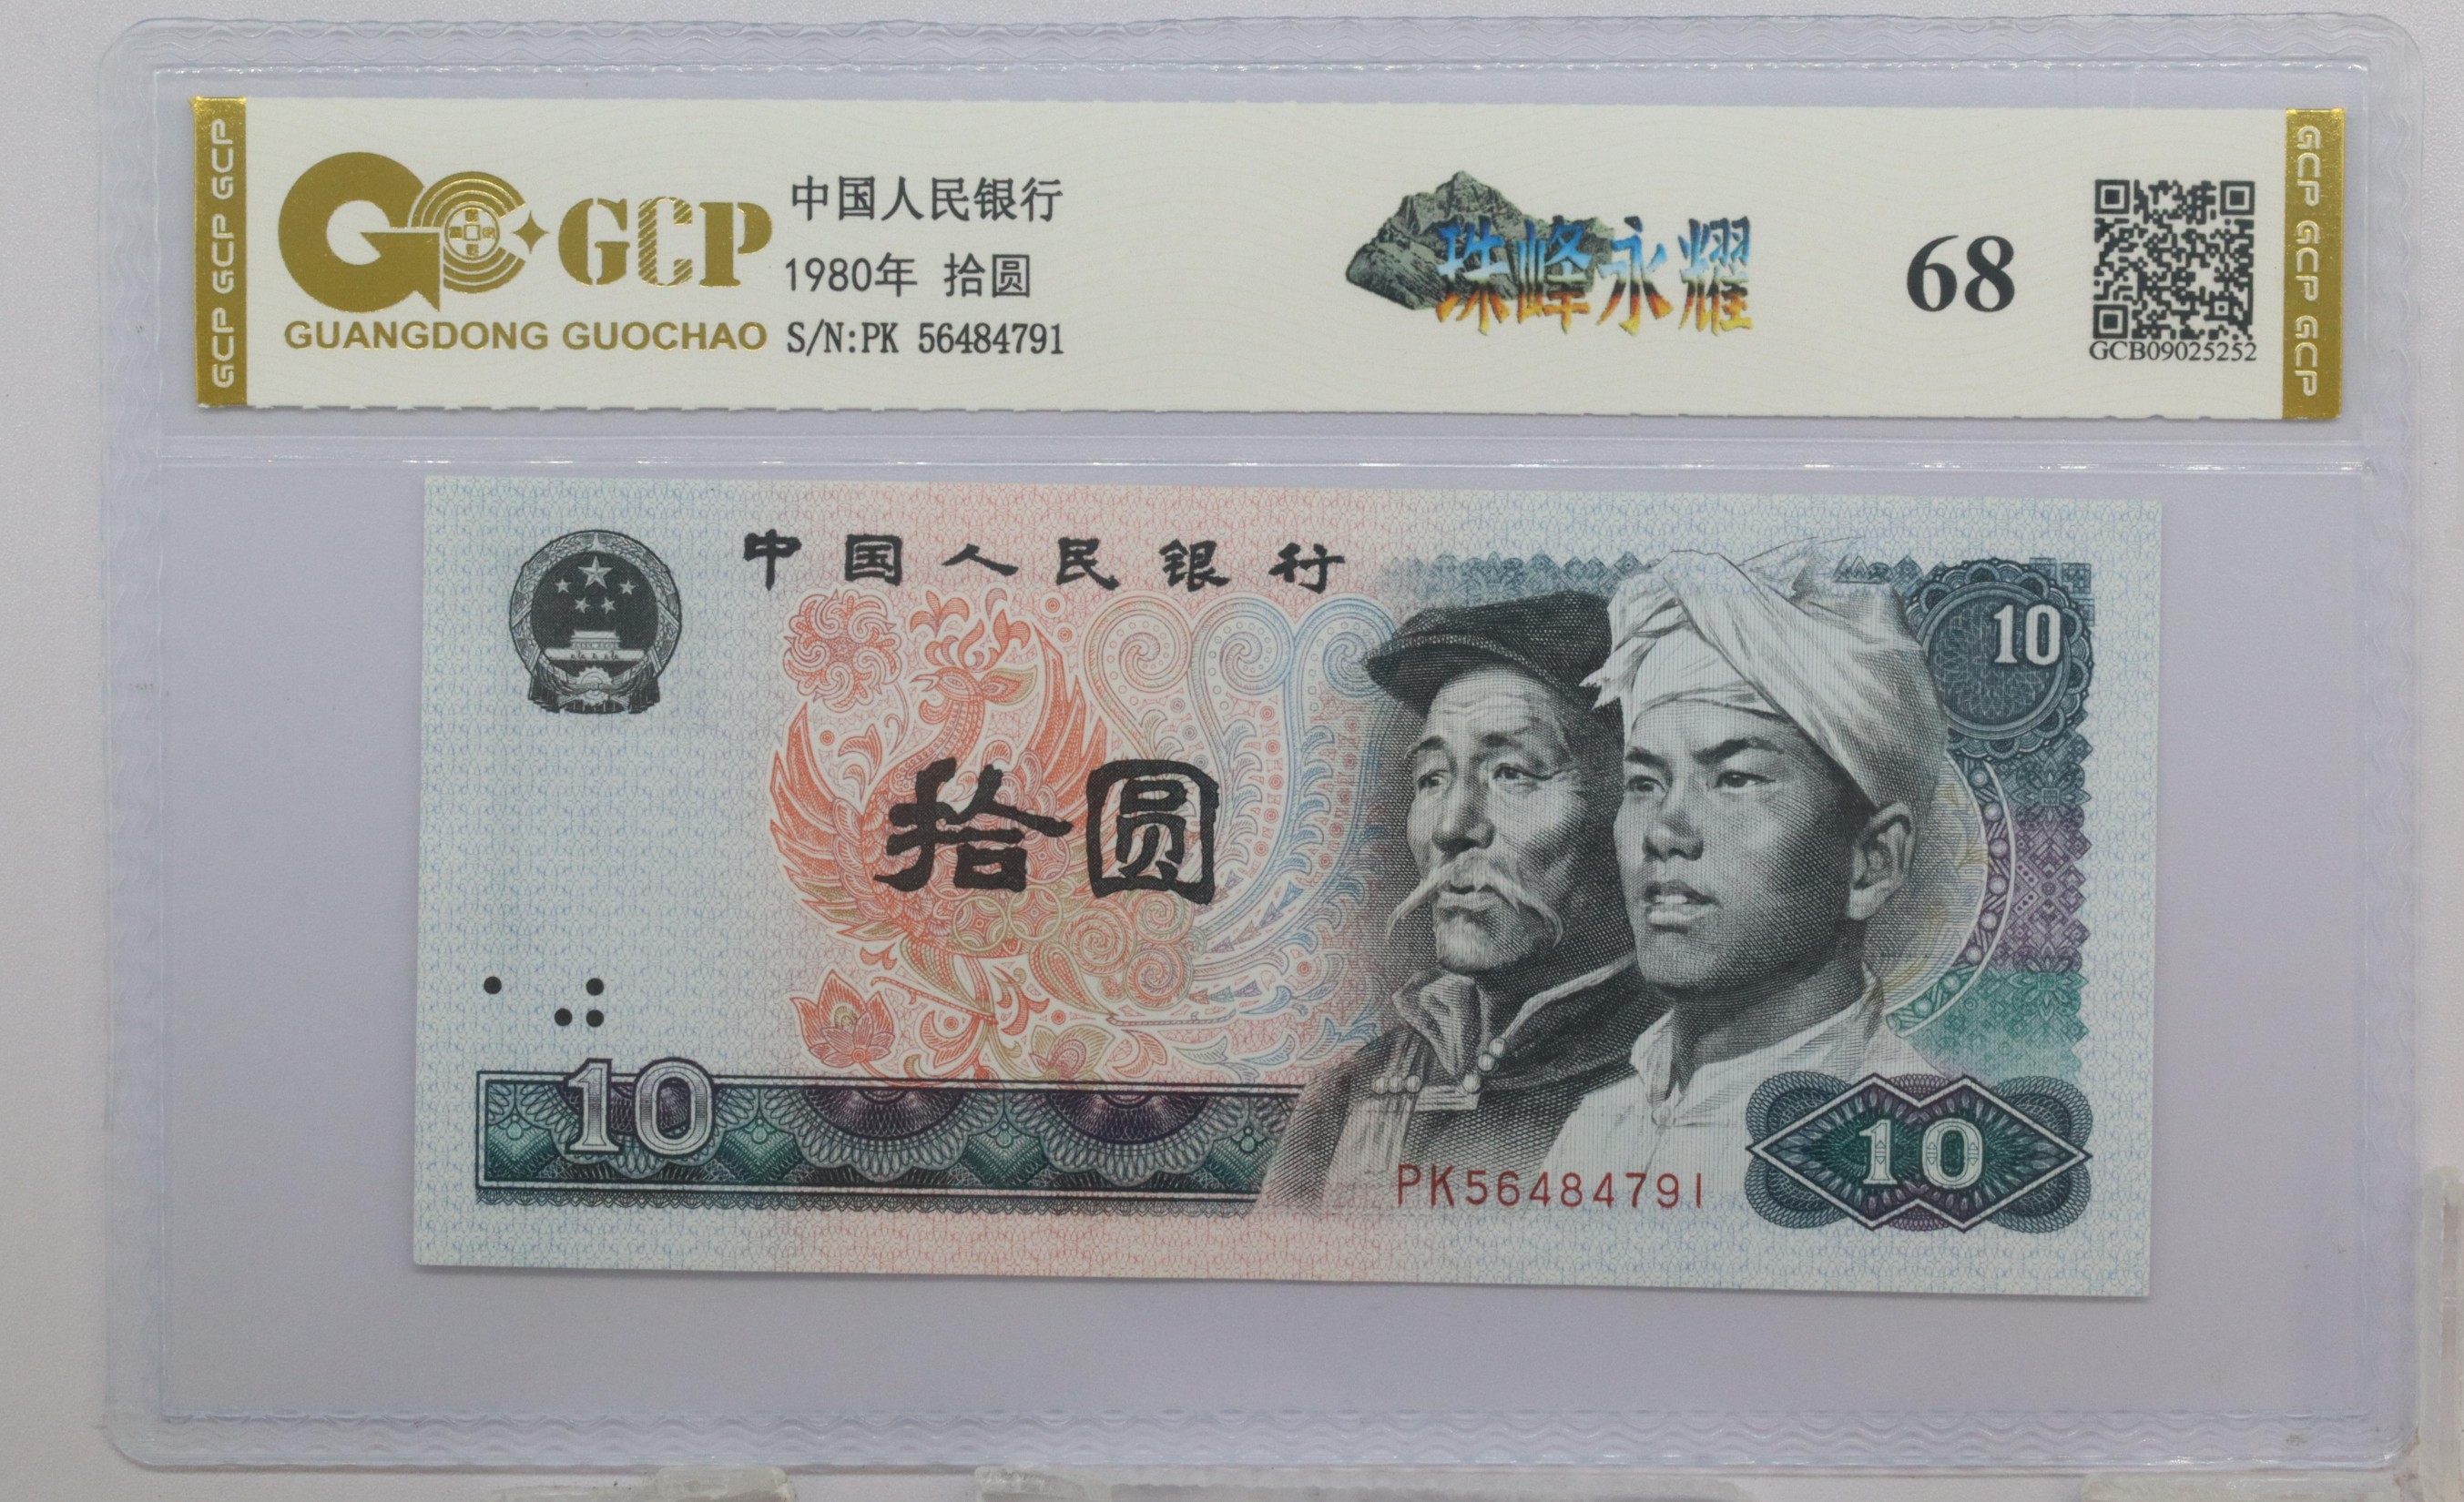 GCP GCP GCP
GCP
GUANGDONG GUOCHAO
中国人民银行
1980年 拾圆
S/N:PK 56484791
珠峰永耀
68
GCB09025252
GCP GCP GCP
中国人民银行
10
拾圆
10
PK56484791
10